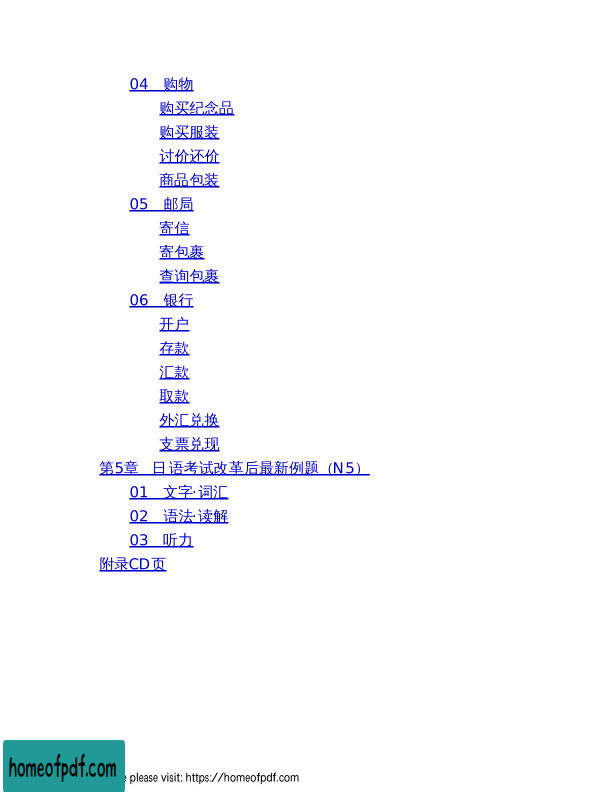 04　购物
购买纪念品
购买服装
讨价还价
商品包装
05　邮局
寄信
寄包裹
查询包裹
06　银行
开户
存款
汇款
取款
外汇兑换
支票兑现
第5章　日语考试改革后最新例题（N5）
01　文字·词汇
02　语法·读解
03　听力
附录CD页
homeofpdf.com
please visit: https://homeofpdf.com